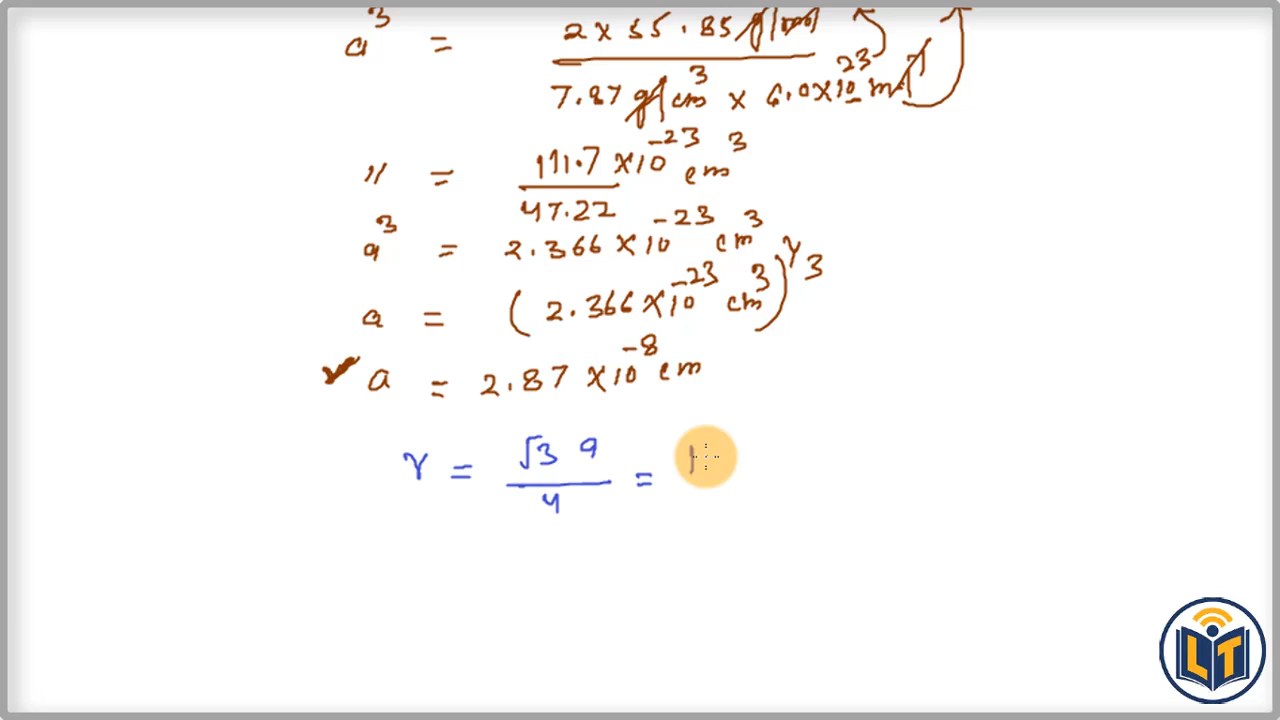 a³ = 2 × 55.85 g/mol
7.87 g/cm³ × 6.0×10²³ mol
〃 = 111.7 ×10⁻²³ cm³
47.22
a³ = 2.366 × 10⁻²³ cm³
a = (2.366 × 10⁻²³ cm³)^1/3
✓ a = 2.87 ×10⁻⁸ cm
r = √3 a =
4
LT